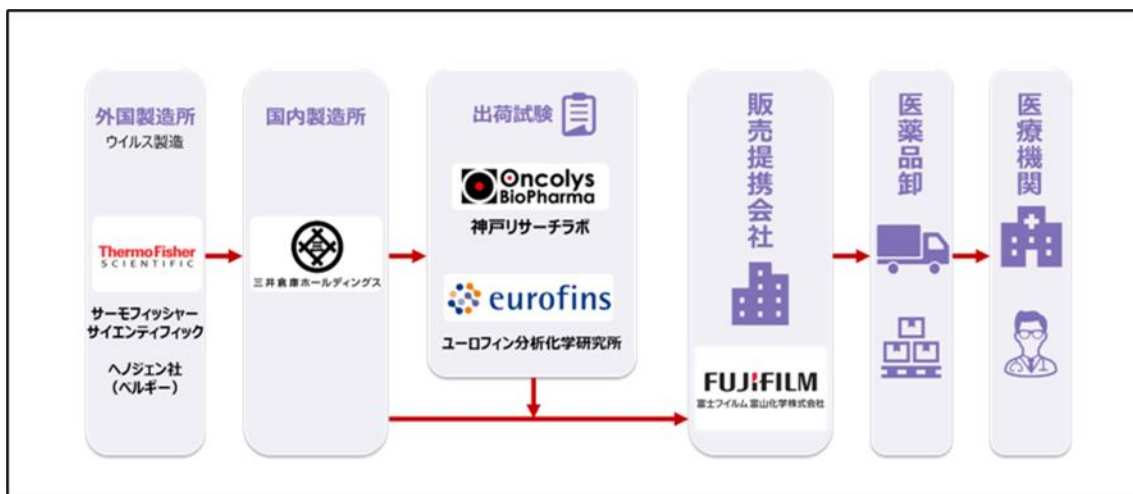 外国製造所
ウイルス製造
ThermoFisher
SCIENTIFIC
サーモフィッシャー
サイエンティフィック
ヘノジェン社
(ベルギー)
国内製造所
三井倉庫ホールディングス
出荷試験
Oncolys
BioPharma
神戸リサーチラボ
eurofins
ユーロフィン分析化学研究所
販売提携会社
FUJIFILM
富士フイルム富山化学株式会社
医薬品卸
医療機関